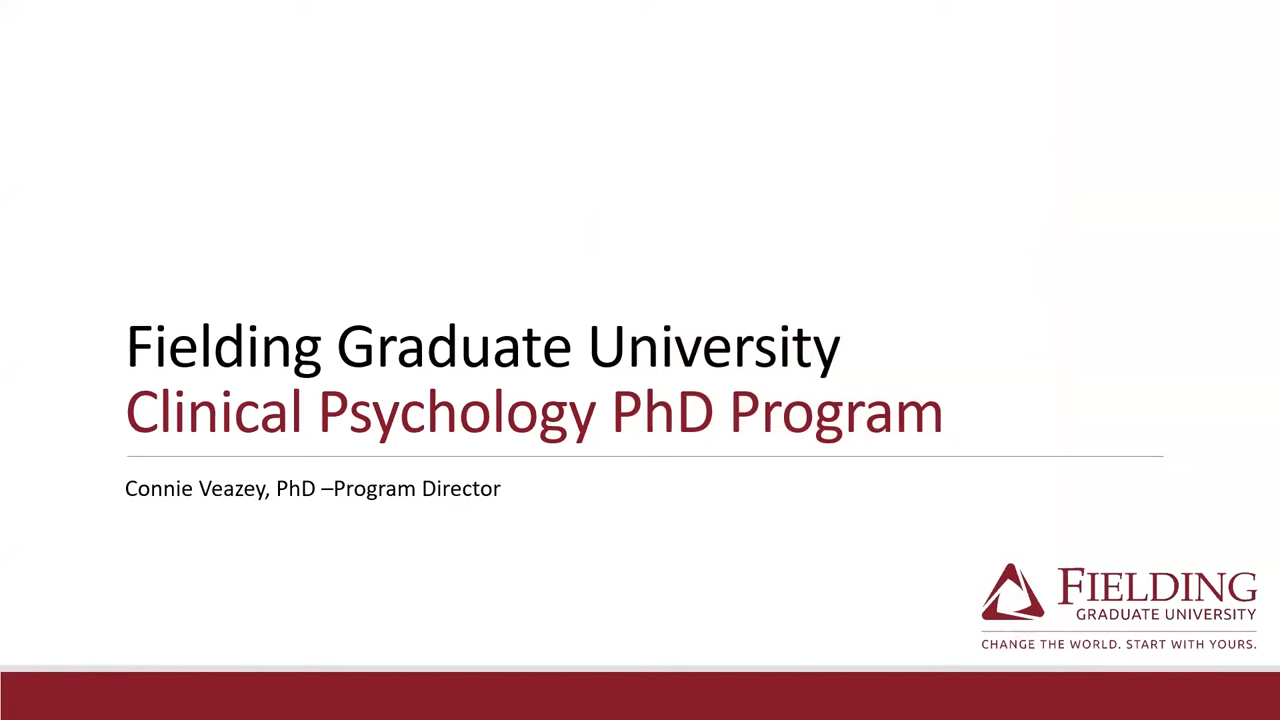 Fielding Graduate University
Clinical Psychology PhD Program
Connie Veazey, PhD –Program Director
FIELDING
GRADUATE UNIVERSITY
CHANGE THE WORLD. START WITH YOURS.